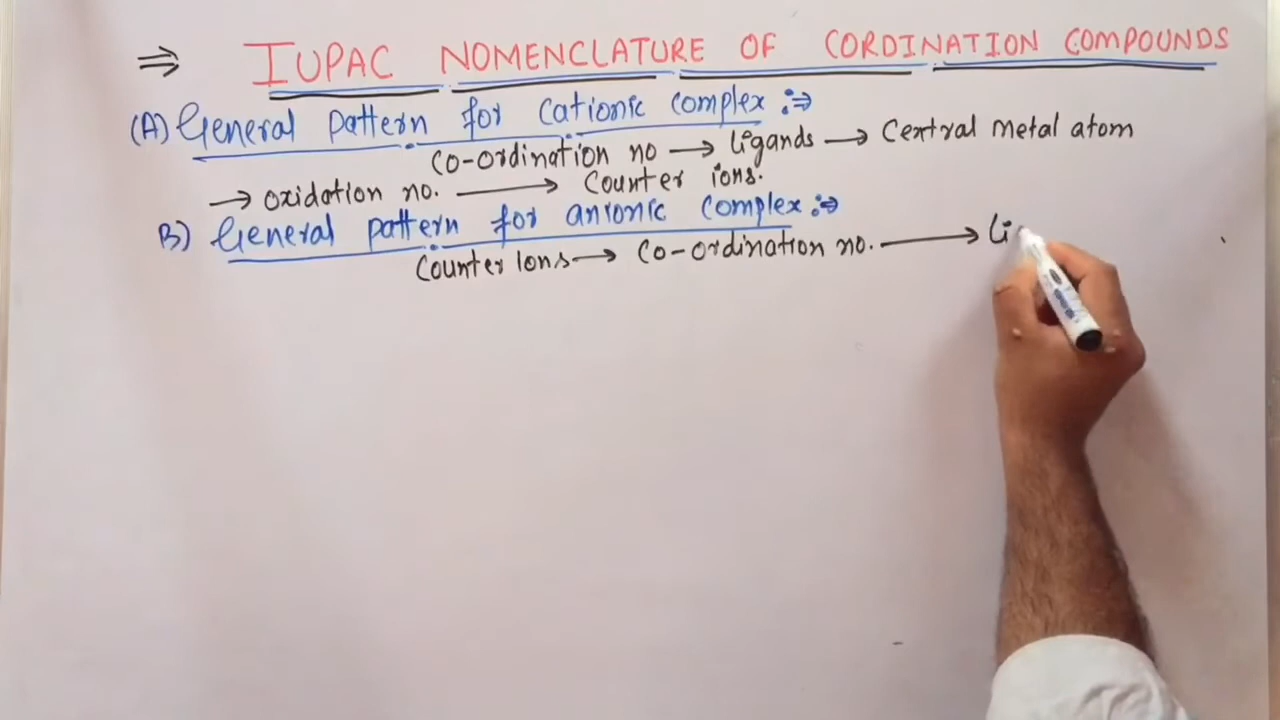 ⇒ IUPAC NOMENCLATURE OF CORDINATION COMPOUNDS
(A) General pattern for cationic complex :⇒
Co-ordination no → ligands → Central metal atom
→ oxidation no. → Counter ions.
B) General pattern for anionic complex :⇒
Counter Ions → Co-ordination no. → Li